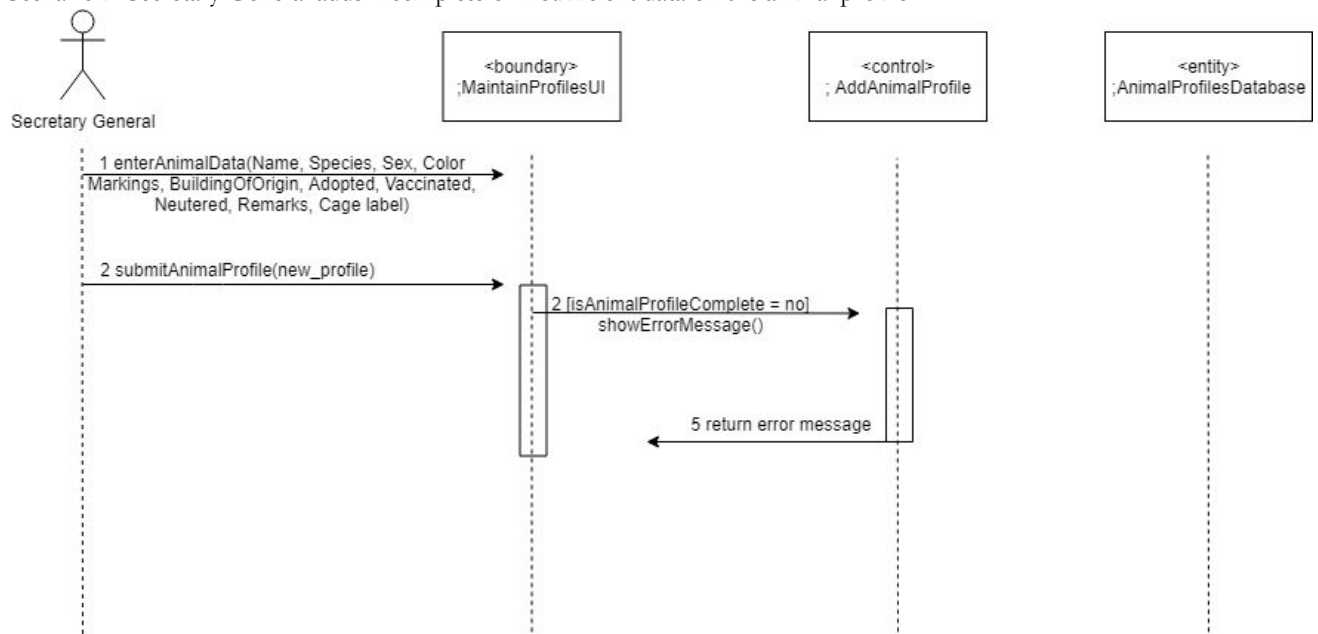 Secretary General
<boundary>
;MaintainProfilesUI
<control>
; AddAnimalProfile
<entity>
;AnimalProfilesDatabase
1 enterAnimalData(Name, Species, Sex, Color
Markings, BuildingOfOrigin, Adopted, Vaccinated,
Neutered, Remarks, Cage label)
2 submitAnimalProfile(new_profile)
2 [isAnimalProfileComplete = no]
showErrorMessage()
5 return error message